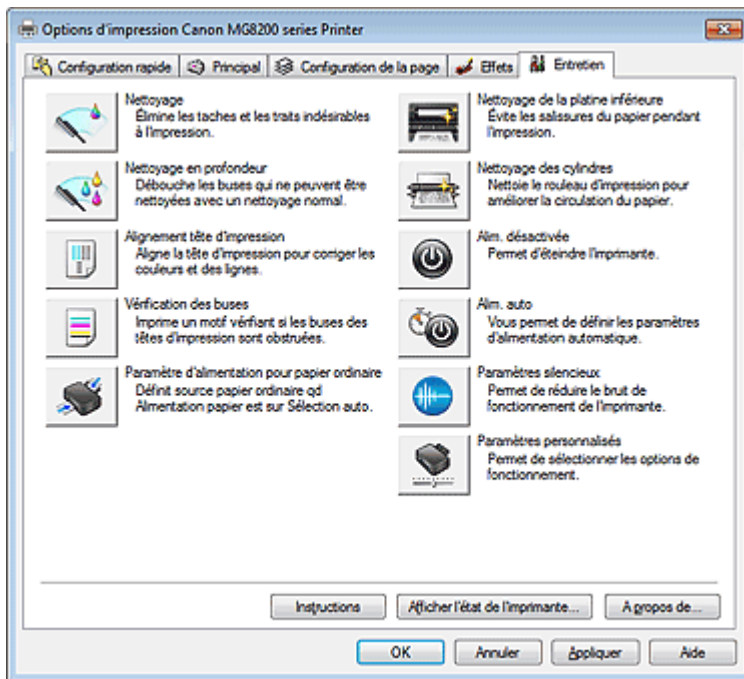 Options d'impression Canon MG8200 series Printer
Configuration rapide
Principal
Configuration de la page
Effets
Entretien
Nettoyage
Élimine les taches et les traits indésirables
à l'impression.
Nettoyage en profondeur
Débouche les buses qui ne peuvent être
nettoyées avec un nettoyage normal.
Alignement tête d'impression
Aligne la tête d'impression pour corriger les
couleurs et des lignes.
Vérification des buses
Imprime un motif vérifiant si les buses des
têtes d'impression sont obstruées.
Paramètre d'alimentation pour papier ordinaire
Définit source papier ordinaire qd
Alimentation papier est sur Sélection auto.
Nettoyage de la platine inférieure
Évite les salissures du papier pendant
l'impression.
Nettoyage des cylindres
Nettoie le rouleau d'impression pour
améliorer la circulation du papier.
Alim. désactivée
Permet d'éteindre l'imprimante.
Alim. auto
Vous permet de définir les paramètres
d'alimentation automatique.
Paramètres silencieux
Permet de réduire le bruit de
fonctionnement de l'imprimante.
Paramètres personnalisés
Permet de sélectionner les options de
fonctionnement.
Instructions
Afficher l'état de l'imprimante...
A propos de...
OK
Annuler
Appliquer
Aide